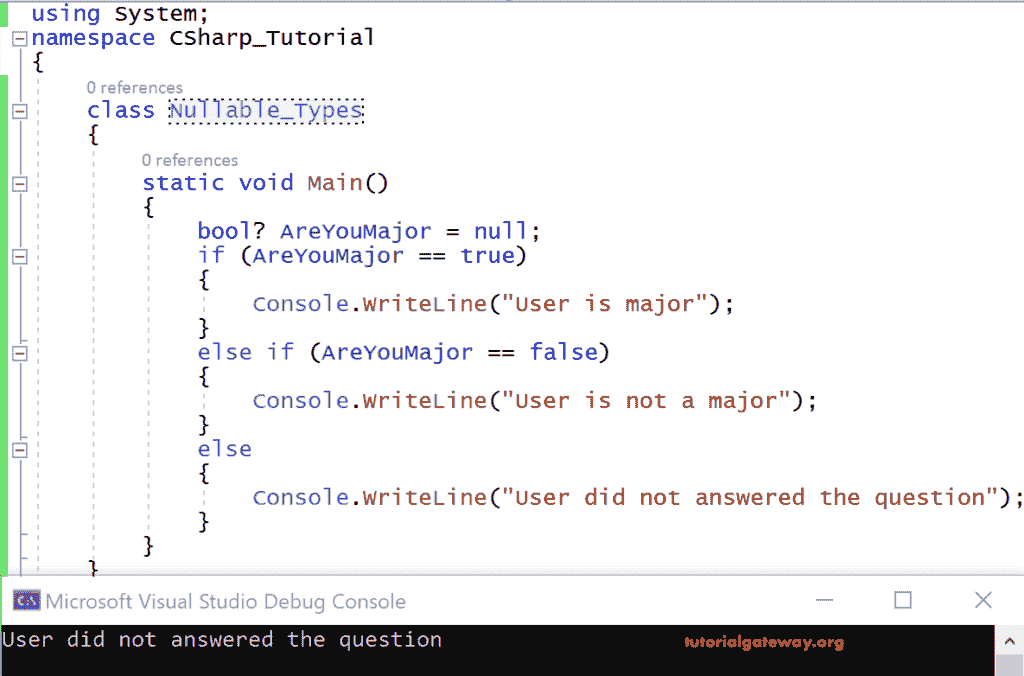 using System;
namespace CSharp_Tutorial
{
0 references
class Nullable_Types
{
0 references
static void Main()
{
bool? AreYouMajor = null;
if (AreYouMajor == true)
{
Console.WriteLine("User is major");
}
else if (AreYouMajor == false)
{
Console.WriteLine("User is not a major");
}
else
{
Console.WriteLine("User did not answered the question");
}
}
}
Microsoft Visual Studio Debug Console
User did not answered the question
tutorialgateway.org